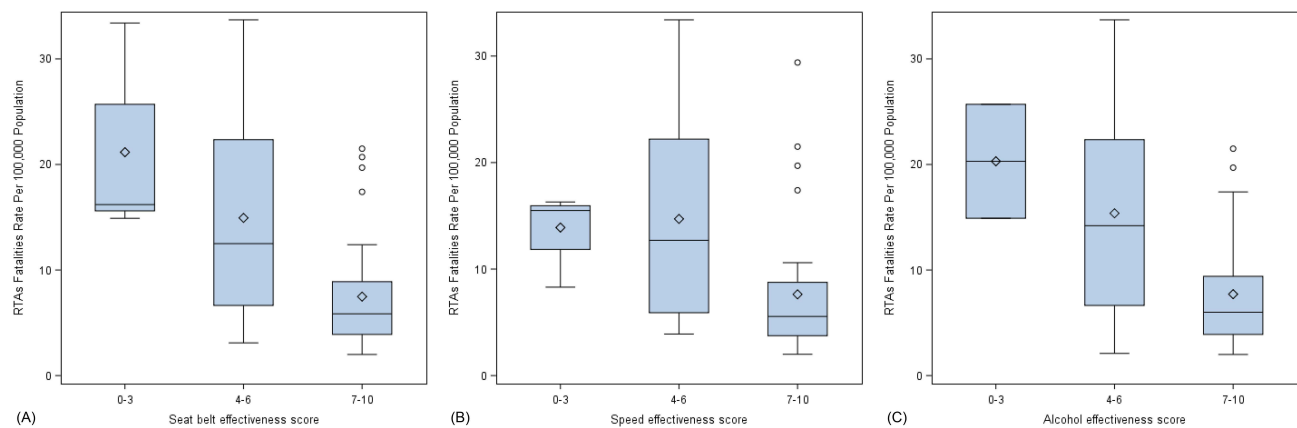 RTAs Fatalities Rate Per 100,000 Population
30
20
10
0
0-3 4-6 7-10
Seat belt effectiveness score
(A)
RTAs Fatalities Rate Per 100,000 Population
30
20
10
0
0-3 4-6 7-10
Speed effectiveness score
(B)
RTAs Fatalities Rate Per 100,000 Population
30
20
10
0
0-3 4-6 7-10
Alcohol effectiveness score
(C)